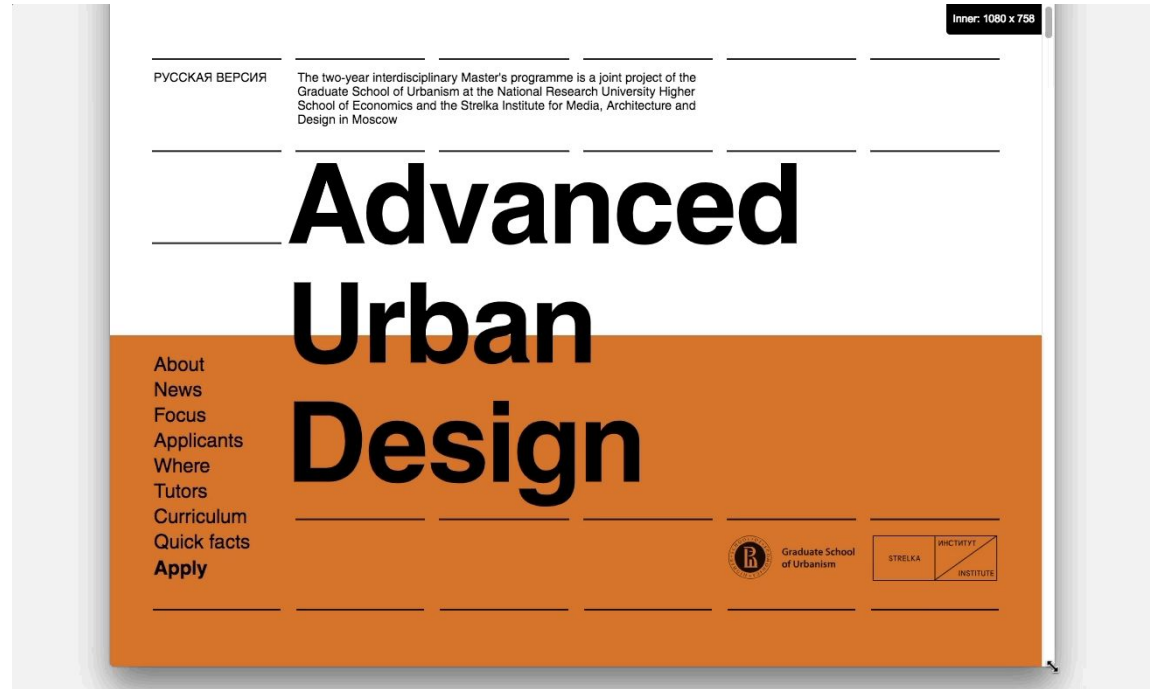 Inner: 1080 x 758
РУССКАЯ ВЕРСИЯ
The two-year interdisciplinary Master's programme is a joint project of the
Graduate School of Urbanism at the National Research University Higher
School of Economics and the Strelka Institute for Media, Architecture and
Design in Moscow
Advanced
Urban
Design
About
News
Focus
Applicants
Where
Tutors
Curriculum
Quick facts
Apply
Graduate School
of Urbanism
STRELKA
ИНСТИТУТ
INSTITUTE